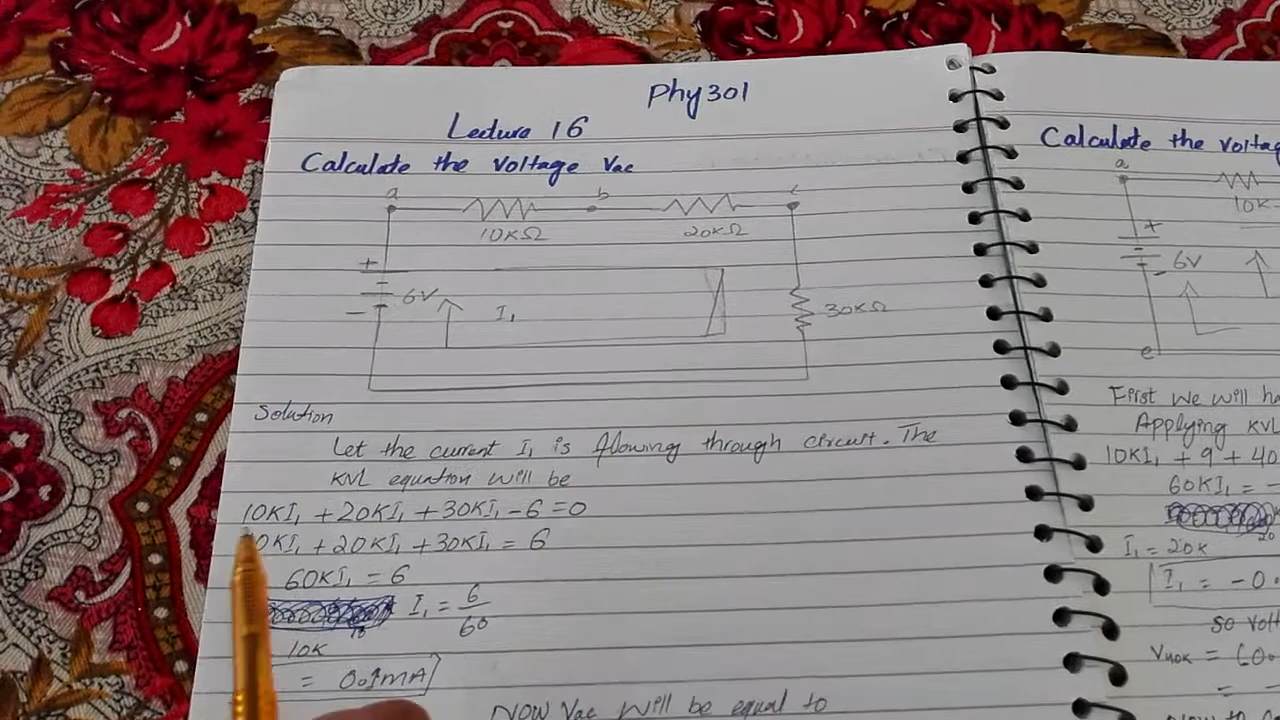 Phy301
Lecture 16
Calculate the Voltage Vac
a b c
10KΩ 20KΩ
+
6V
−
I₁
30KΩ
Solution
Let the current I₁ is flowing through circuit. The
KVL equation will be
10KI₁ + 20KI₁ + 30KI₁ - 6 = 0
10KI₁ + 20KI₁ + 30KI₁ = 6
60KI₁ = 6
I₁ = 6/60
10K
= 0.1mA
NOW Vac will be equal to
Calculate the Voltag
a
10K
+
6V
-
e
First We Will ha
Applying KVL
10KI₁ + 9 + 40
60KI₁ = -
I₁ = 20K
I₁ = -0.
so volt